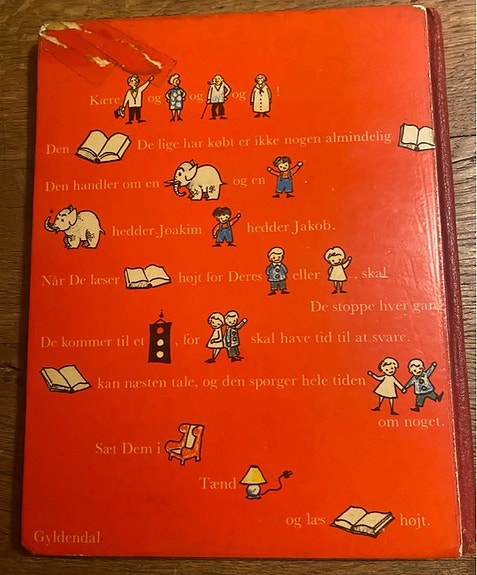 Kære og og og !
Den De lige har købt er ikke nogen almindelig
Den handler om en og en
hedder Joakim hedder Jakob.
Når De læser højt for Deres eller , skal
De stoppe hver gang
De kommer til et , for skal have tid til at svare.
kan næsten tale, og den spørger hele tiden
om noget.
Sæt Dem i
Tænd
og læs højt.
Gyldendal